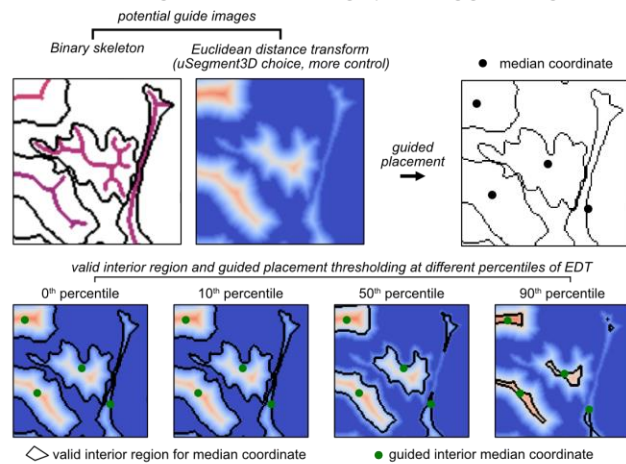 potential guide images
Binary skeleton
Euclidean distance transform
(uSegment3D choice, more control)
median coordinate
guided
placement
valid interior region and guided placement thresholding at different percentiles of EDT
0th percentile
10th percentile
50th percentile
90th percentile
valid interior region for median coordinate
guided interior median coordinate